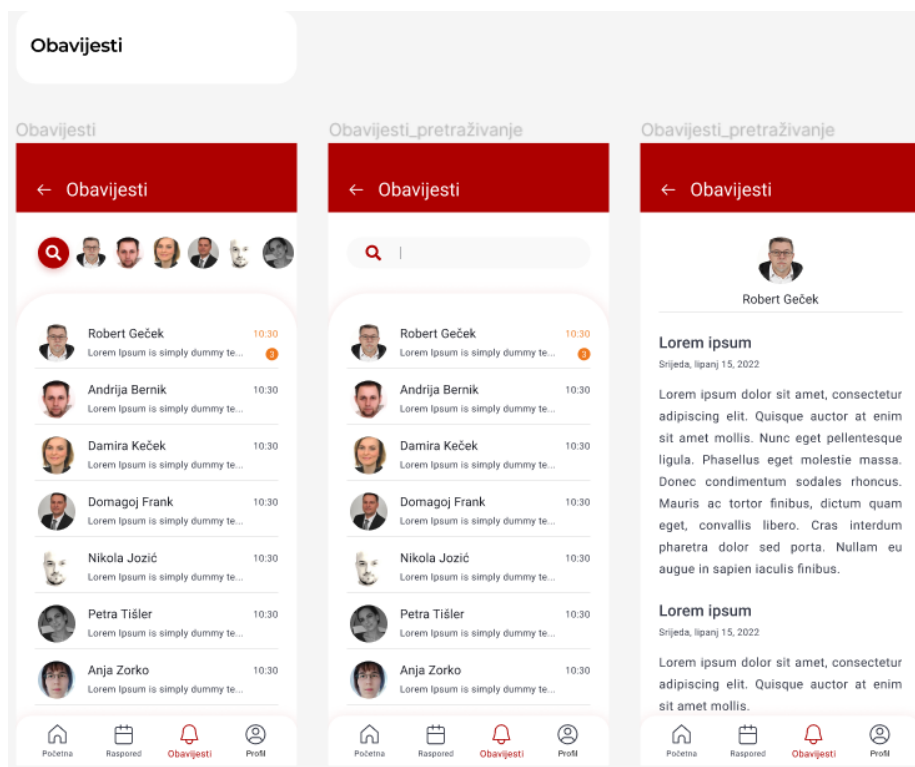 Obavijesti
Obavijesti
Obavijesti
Robert Geček 10:30
Lorem Ipsum is simply dummy te... 3
Andrija Bernik 10:30
Lorem Ipsum is simply dummy te...
Damira Keček 10:30
Lorem Ipsum is simply dummy te...
Domagoj Frank 10:30
Lorem Ipsum is simply dummy te...
Nikola Jozić 10:30
Lorem Ipsum is simply dummy te...
Petra Tišler 10:30
Lorem Ipsum is simply dummy te...
Anja Zorko 10:30
Lorem Ipsum is simply dummy te...
Početna Raspored Obavijesti Profil
Obavijesti_pretraživanje
Obavijesti
Robert Geček 10:30
Lorem Ipsum is simply dummy te... 3
Andrija Bernik 10:30
Lorem Ipsum is simply dummy te...
Damira Keček 10:30
Lorem Ipsum is simply dummy te...
Domagoj Frank 10:30
Lorem Ipsum is simply dummy te...
Nikola Jozić 10:30
Lorem Ipsum is simply dummy te...
Petra Tišler 10:30
Lorem Ipsum is simply dummy te...
Anja Zorko 10:30
Lorem Ipsum is simply dummy te...
Početna Raspored Obavijesti Profil
Obavijesti_pretraživanje
Obavijesti
Robert Geček
Lorem ipsum
Srijeda, lipanj 15, 2022
Lorem ipsum dolor sit amet, consectetur
adipiscing elit. Quisque auctor at enim
sit amet mollis. Nunc eget pellentesque
ligula. Phasellus eget molestie massa.
Donec condimentum sodales rhoncus.
Mauris ac tortor finibus, dictum quam
eget, convallis libero. Cras interdum
pharetra dolor sed porta. Nullam eu
augue in sapien iaculis finibus.
Lorem ipsum
Srijeda, lipanj 15, 2022
Lorem ipsum dolor sit amet, consectetur
adipiscing elit. Quisque auctor at enim
sit amet mollis.
Početna Raspored Obavijesti Profil